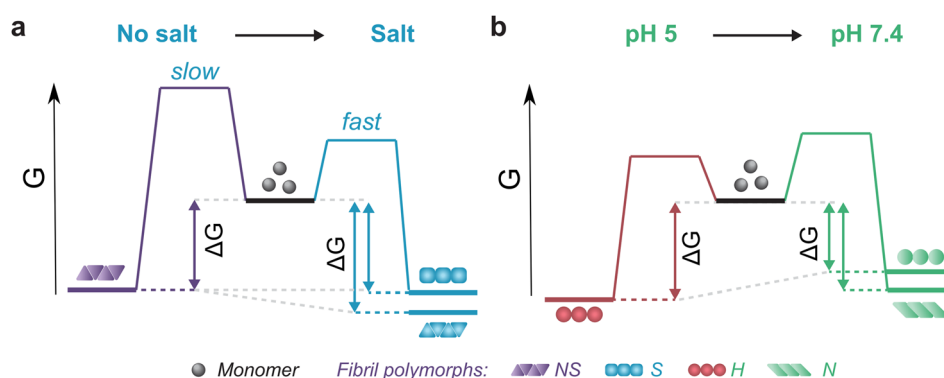 a
No salt
Salt
slow
fast
G
ΔG
ΔG
b
pH 5
pH 7.4
G
ΔG
ΔG
Monomer
Fibril polymorphs:
NS
S
H
N